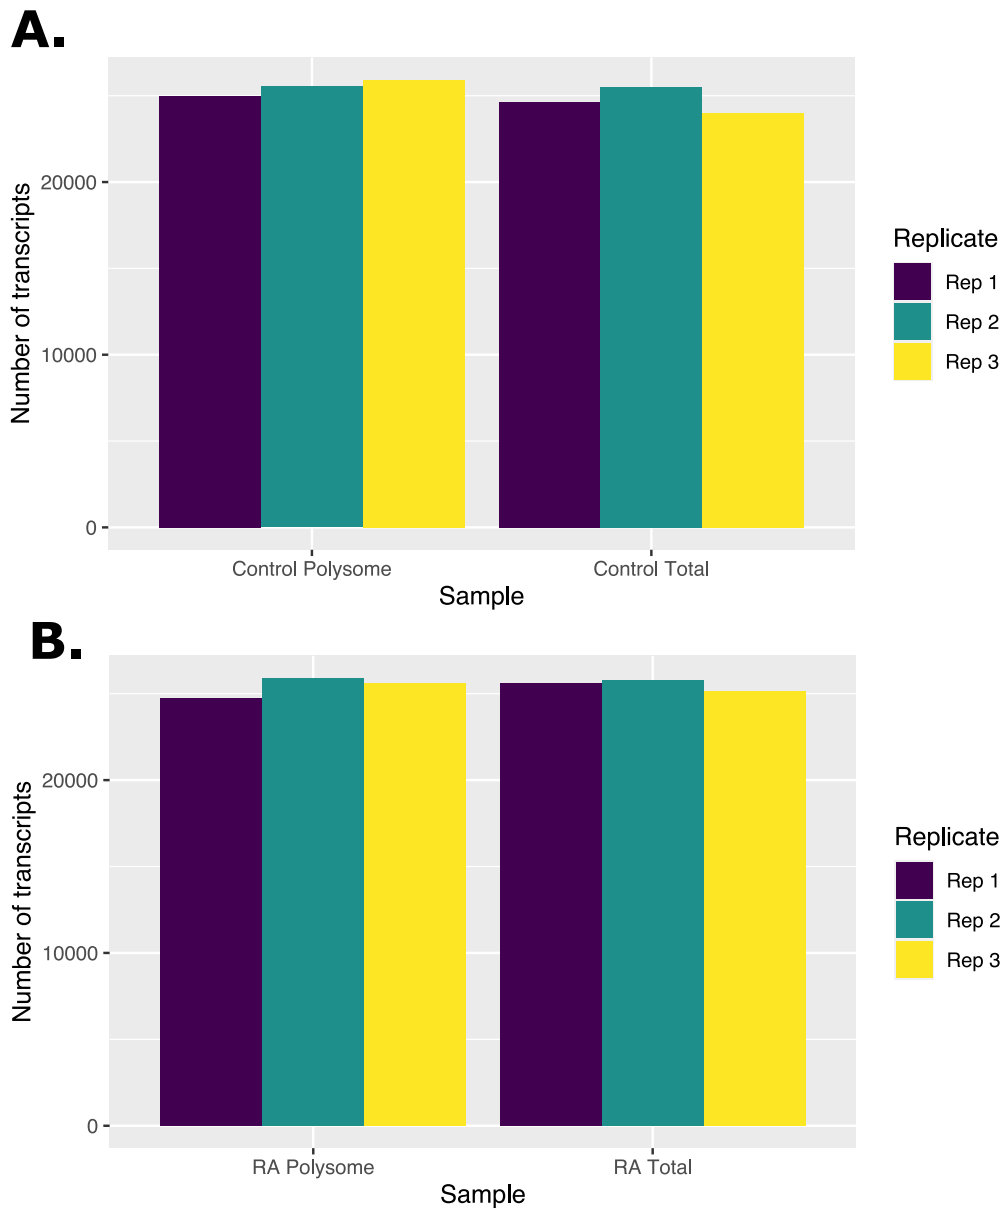 A.
Number of transcripts
20000
10000
0
Control Polysome
Control Total
Sample
Replicate
Rep 1
Rep 2
Rep 3
B.
Number of transcripts
20000
10000
0
RA Polysome
RA Total
Sample
Replicate
Rep 1
Rep 2
Rep 3